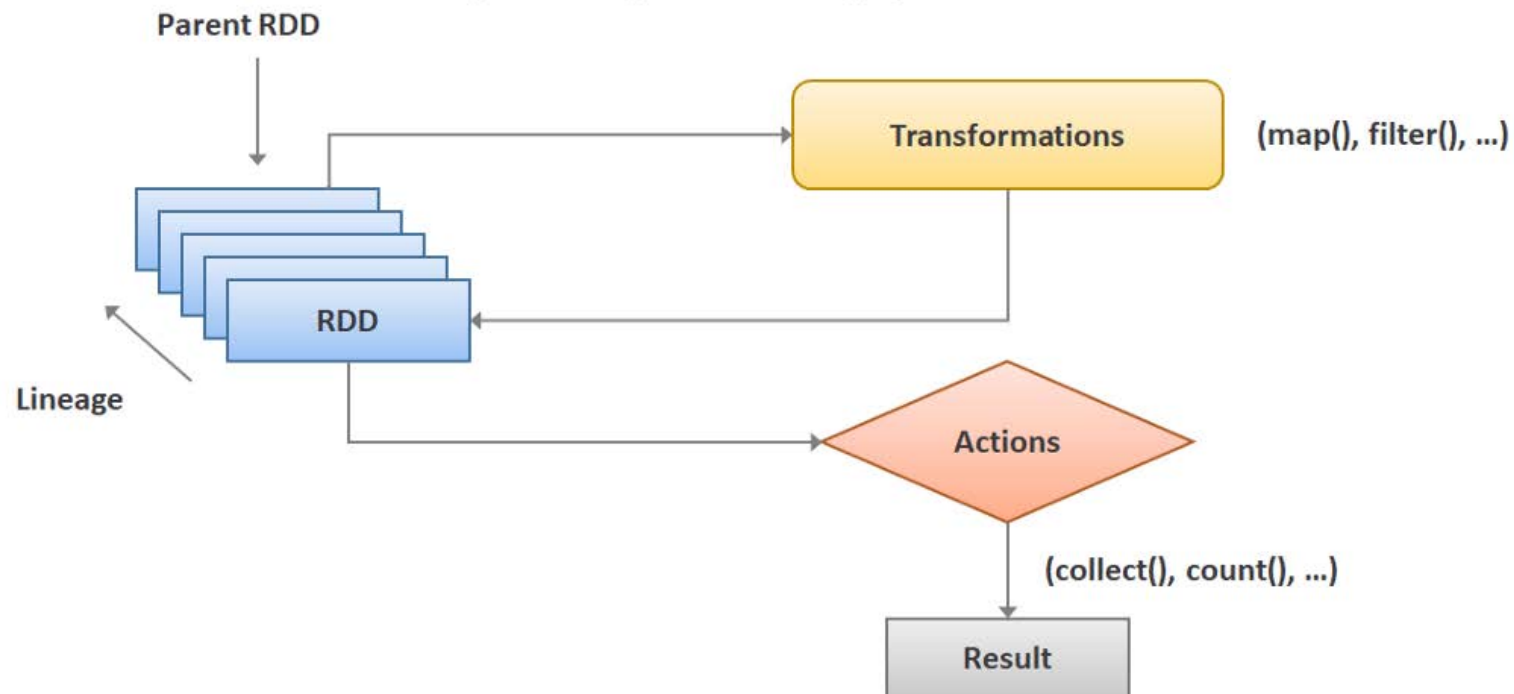 Parent RDD
Transformations
(map(), filter(), ...)
RDD
Lineage
Actions
(collect(), count(), ...)
Result